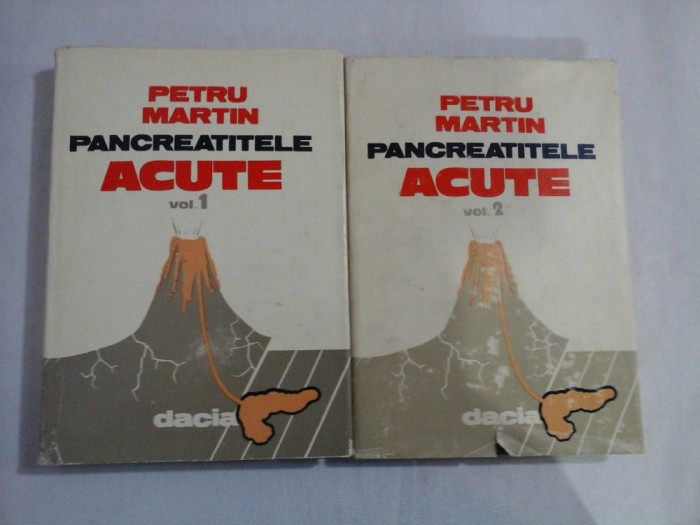 PETRU
MARTIN
PANCREATITELE
ACUTE
vol. 1
dacia
PETRU
MARTIN
PANCREATITELE
ACUTE
vol. 2
dacia